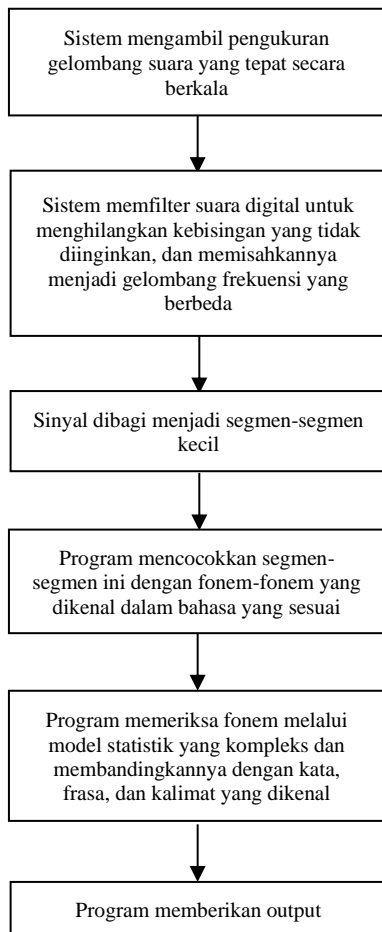 Sistem mengambil pengukuran
gelombang suara yang tepat secara
berkala
Sistem memfilter suara digital untuk
menghilangkan kebisingan yang tidak
diinginkan, dan memisahkannya
menjadi gelombang frekuensi yang
berbeda
Sinyal dibagi menjadi segmen-segmen
kecil
Program mencocokkan segmen-
segmen ini dengan fonem-fonem yang
dikenal dalam bahasa yang sesuai
Program memeriksa fonem melalui
model statistik yang kompleks dan
membandingkannya dengan kata,
frasa, dan kalimat yang dikenal
Program memberikan output